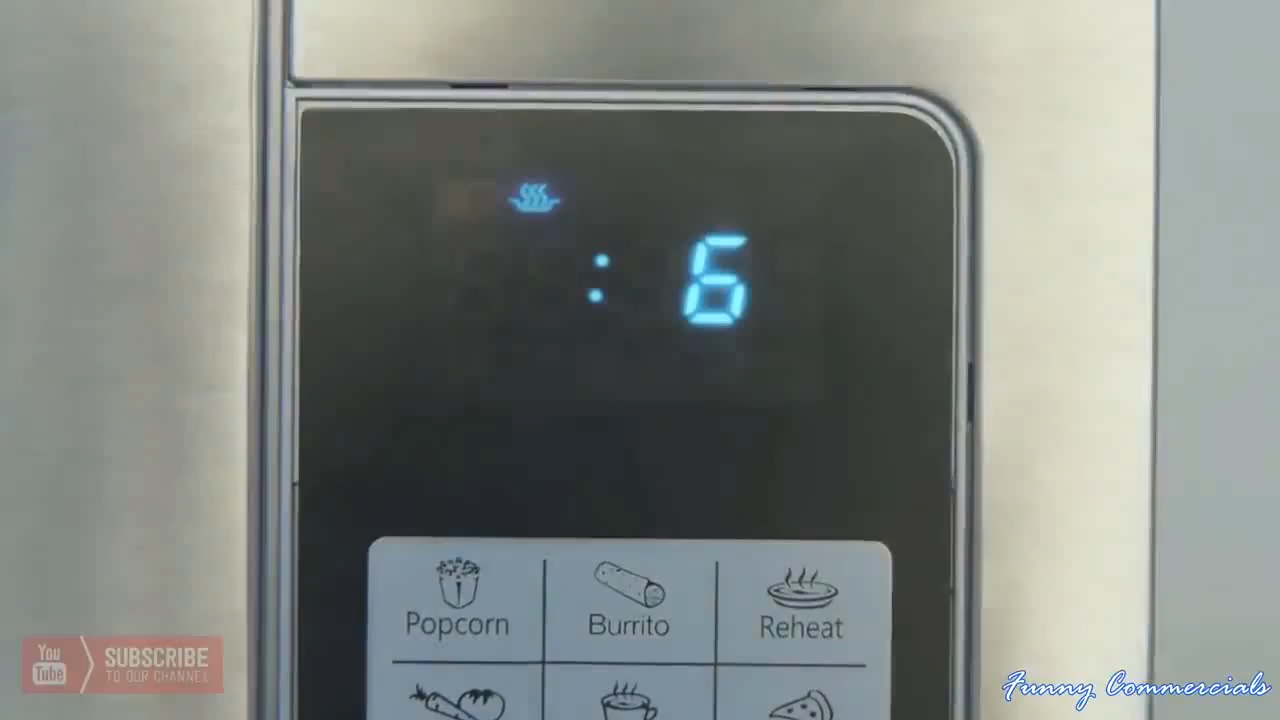 : 6
Popcorn
Burrito
Reheat
You
Tube
SUBSCRIBE
TO OUR CHANNEL
Funny Commercials